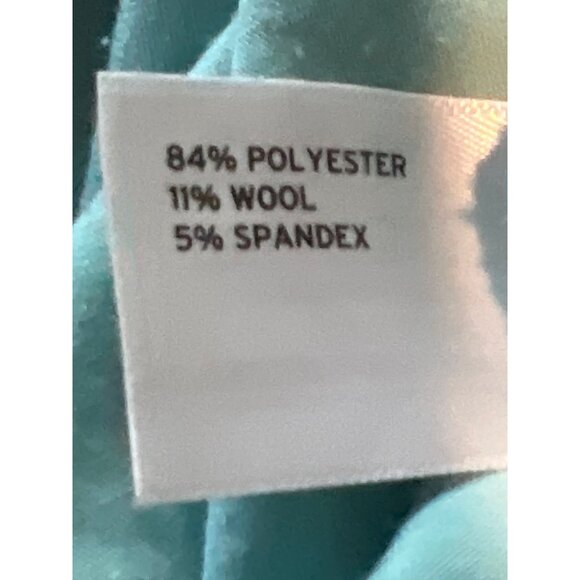 84% POLYESTER
11% WOOL
5% SPANDEX